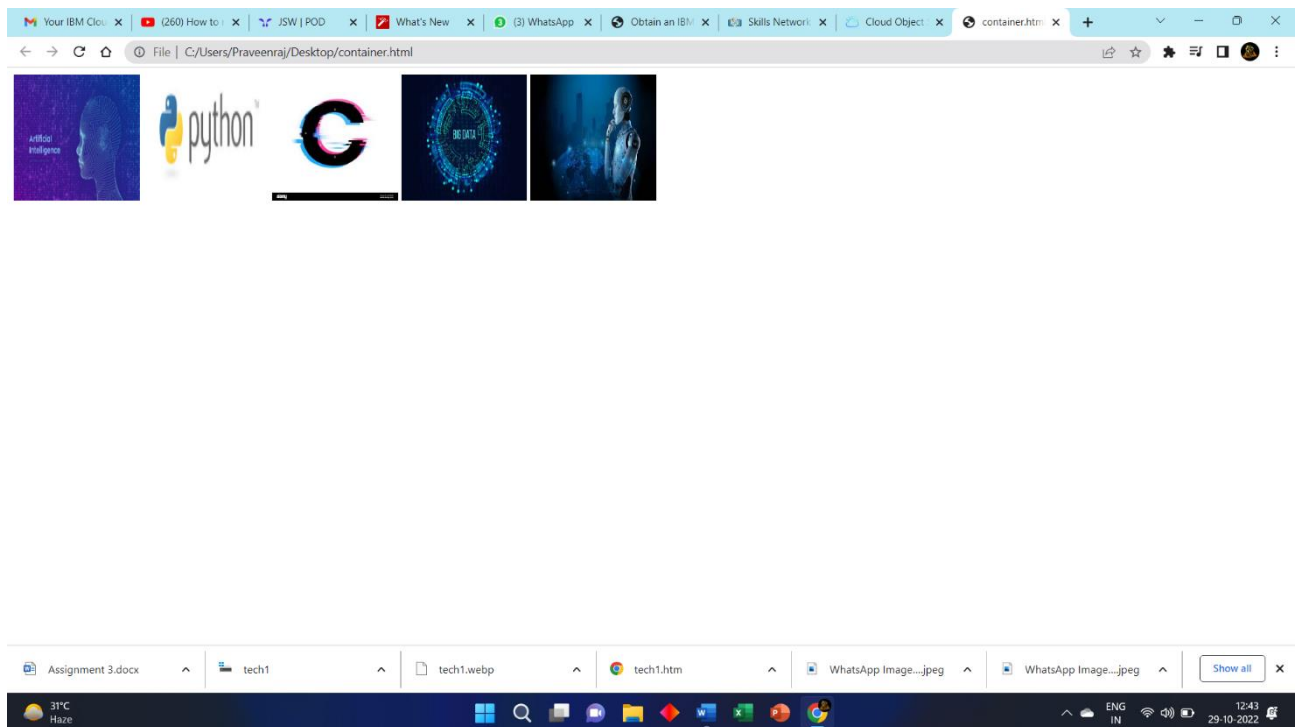 Your IBM Clou
(260) How to
JSW | POD
What's New
(3) WhatsApp
Obtain an IBM
Skills Network
Cloud Object
container.htm
File | C:/Users/Praveenraj/Desktop/container.html
Artificial
Intelligence
python
C
BIG DATA
Assignment 3.docx
tech1
tech1.webp
tech1.htm
WhatsApp Image....jpeg
WhatsApp Image....jpeg
Show all
31°C
Haze
ENG
IN
12:43
29-10-2022